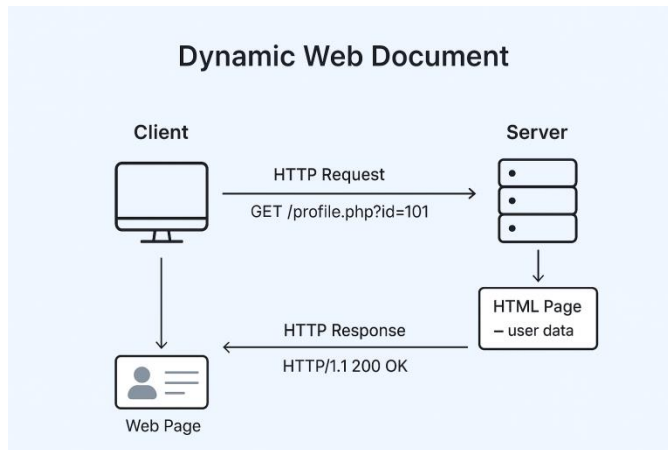 Dynamic Web Document
Client
Server
HTTP Request
GET /profile.php?id=101
HTML Page
– user data
HTTP Response
HTTP/1.1 200 OK
Web Page